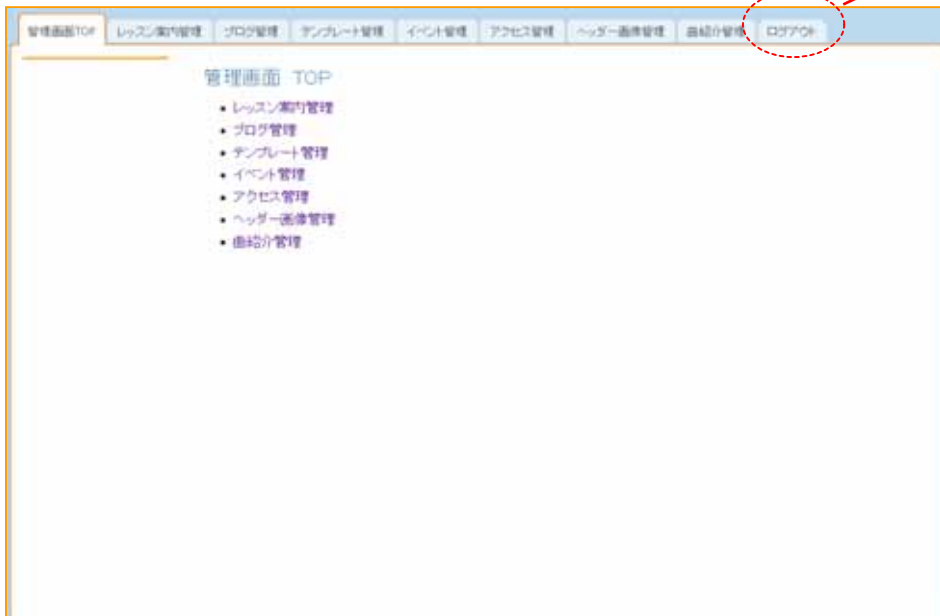 管理画面TOP レッスン案内管理 ブログ管理 テンプレート管理 イベント管理 アクセス管理 ヘッダー画像管理 曲紹介管理 ログアウト
管理画面 TOP
• レッスン案内管理
• ブログ管理
• テンプレート管理
• イベント管理
• アクセス管理
• ヘッダー画像管理
• 曲紹介管理